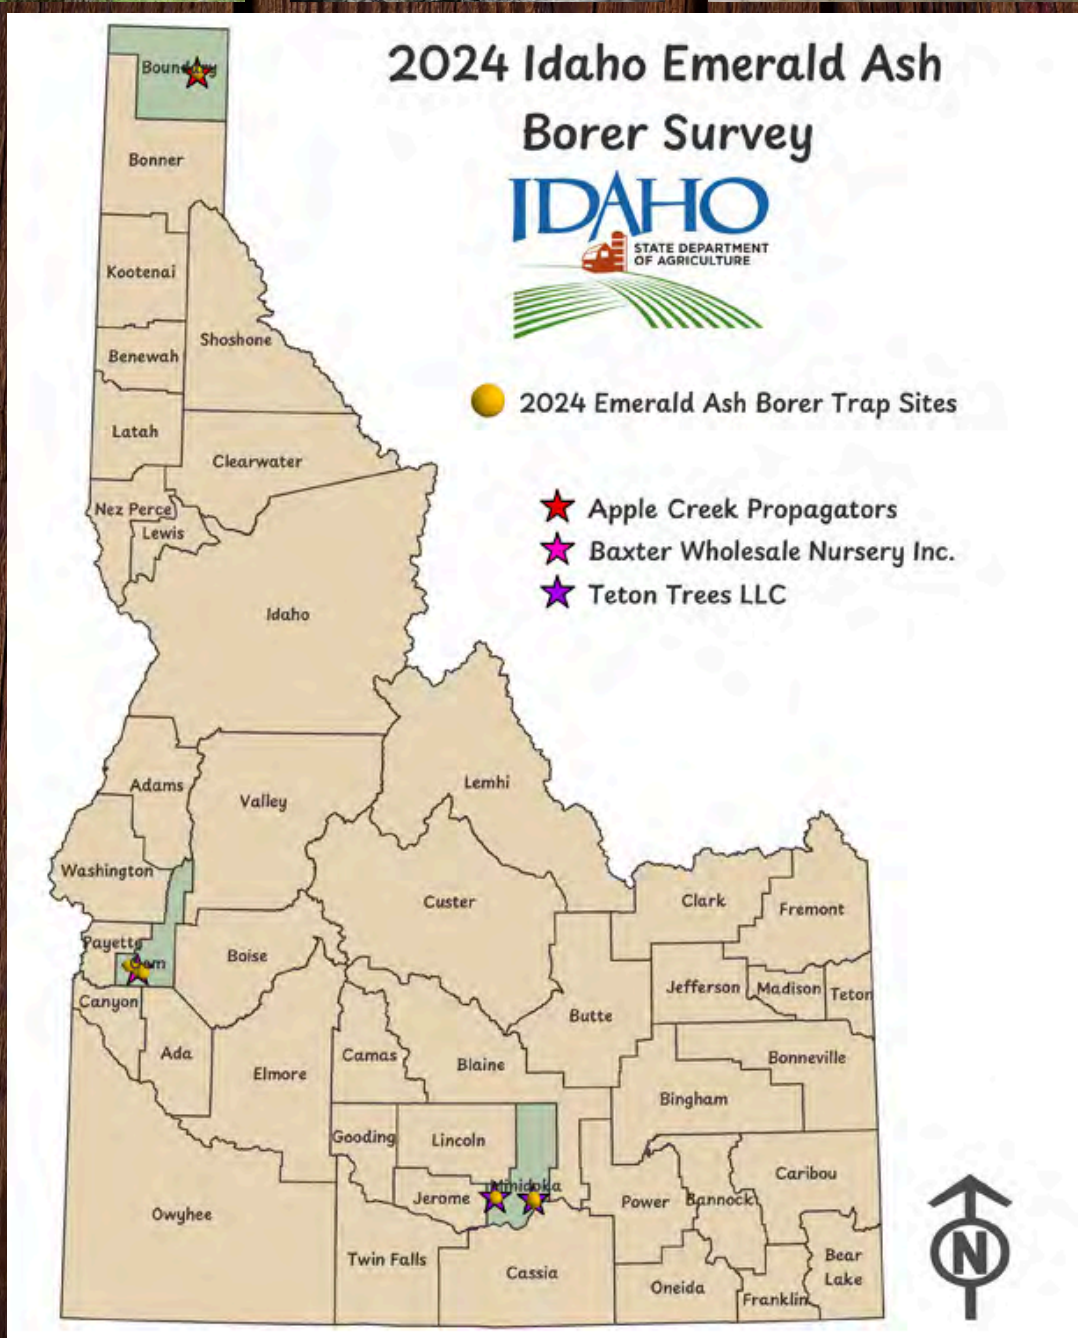 2024 Idaho Emerald Ash
Borer Survey
IDAHO
STATE DEPARTMENT
OF AGRICULTURE
2024 Emerald Ash Borer Trap Sites
Apple Creek Propagators
Baxter Wholesale Nursery Inc.
Teton Trees LLC
Boundary
Bonner
Kootenai
Shoshone
Benewah
Latah
Clearwater
Nez Perce
Lewis
Idaho
Adams
Valley
Lemhi
Washington
Custer
Clark
Fremont
Payette
Gem
Boise
Canyon
Jefferson
Madison
Teton
Butte
Ada
Camas
Blaine
Bonneville
Elmore
Bingham
Gooding
Lincoln
Caribou
Minidoka
Jerome
Power
Bannock
Owyhee
Twin Falls
Cassia
Bear
Lake
Oneida
Franklin
N